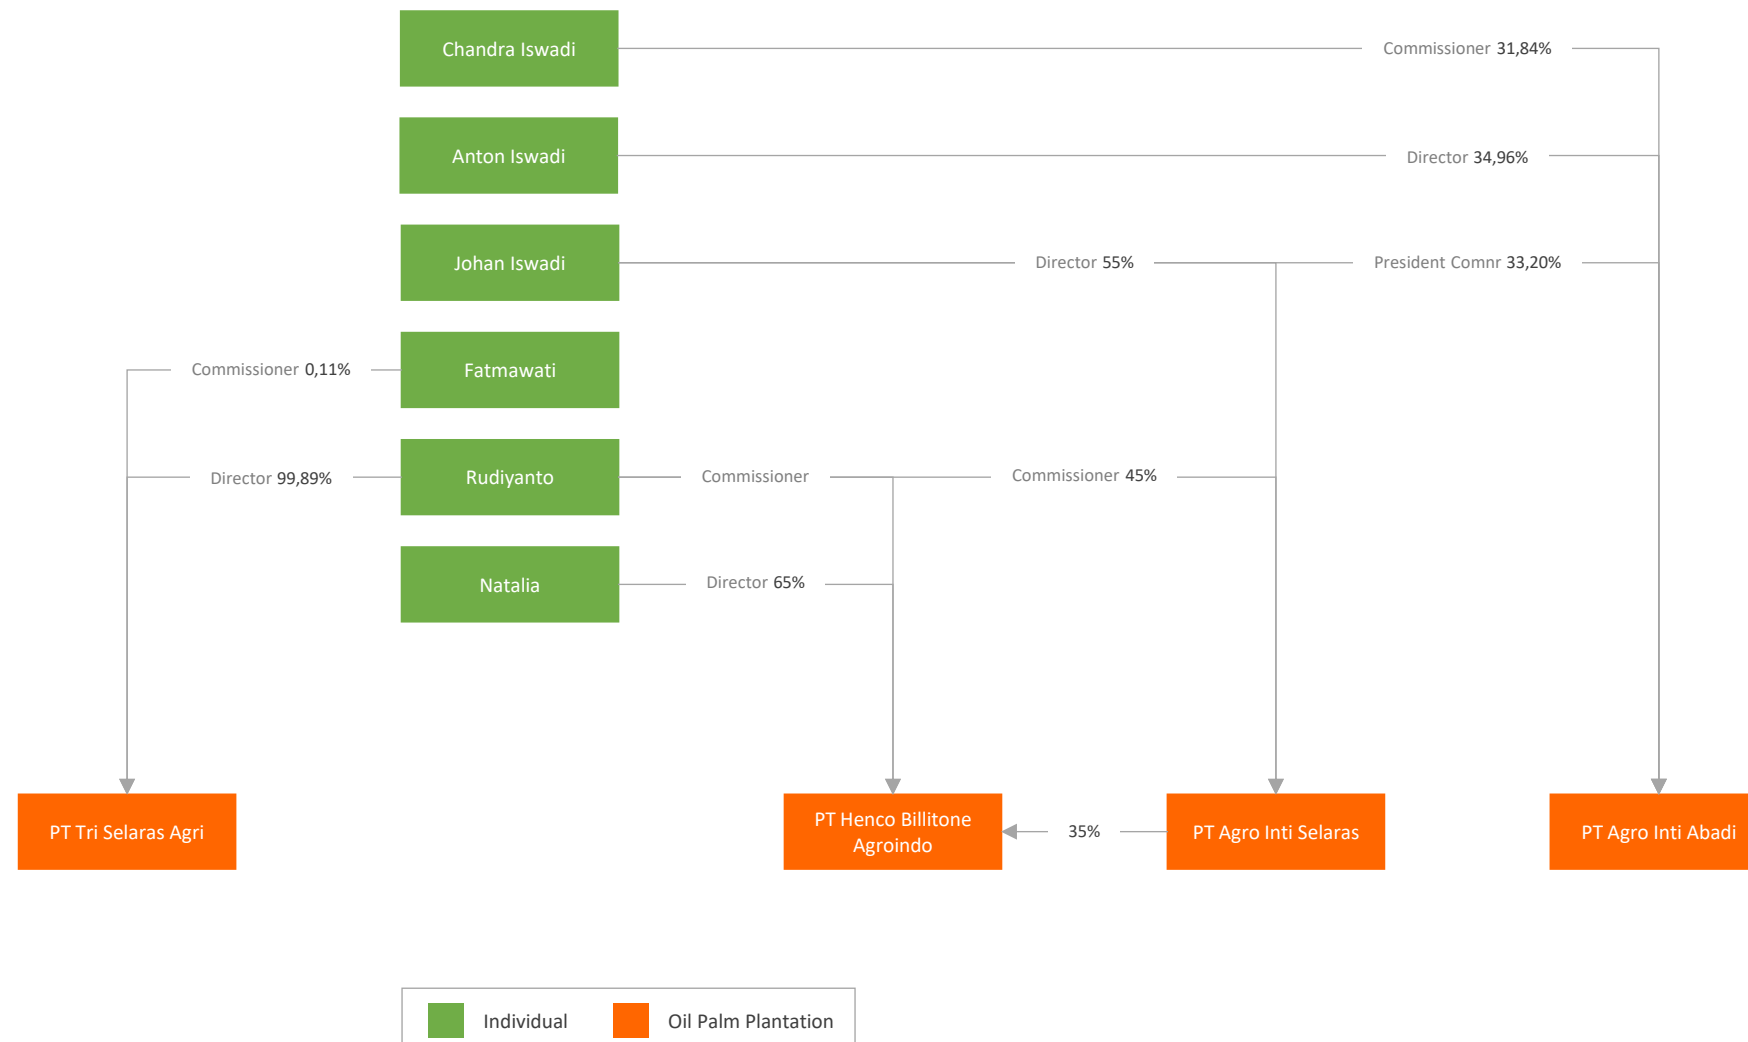 Chandra Iswadi
Commissioner 31,84%
Anton Iswadi
Director 34,96%
Johan Iswadi
Director 55%
President Comnr 33,20%
Commissioner 0,11%
Fatmawati
Director 99,89%
Rudiyanto
Commissioner
Commissioner 45%
Natalia
Director 65%
PT Tri Selaras Agri
PT Henco Billitone
Agroindo
35%
PT Agro Inti Selaras
PT Agro Inti Abadi
Individual
Oil Palm Plantation